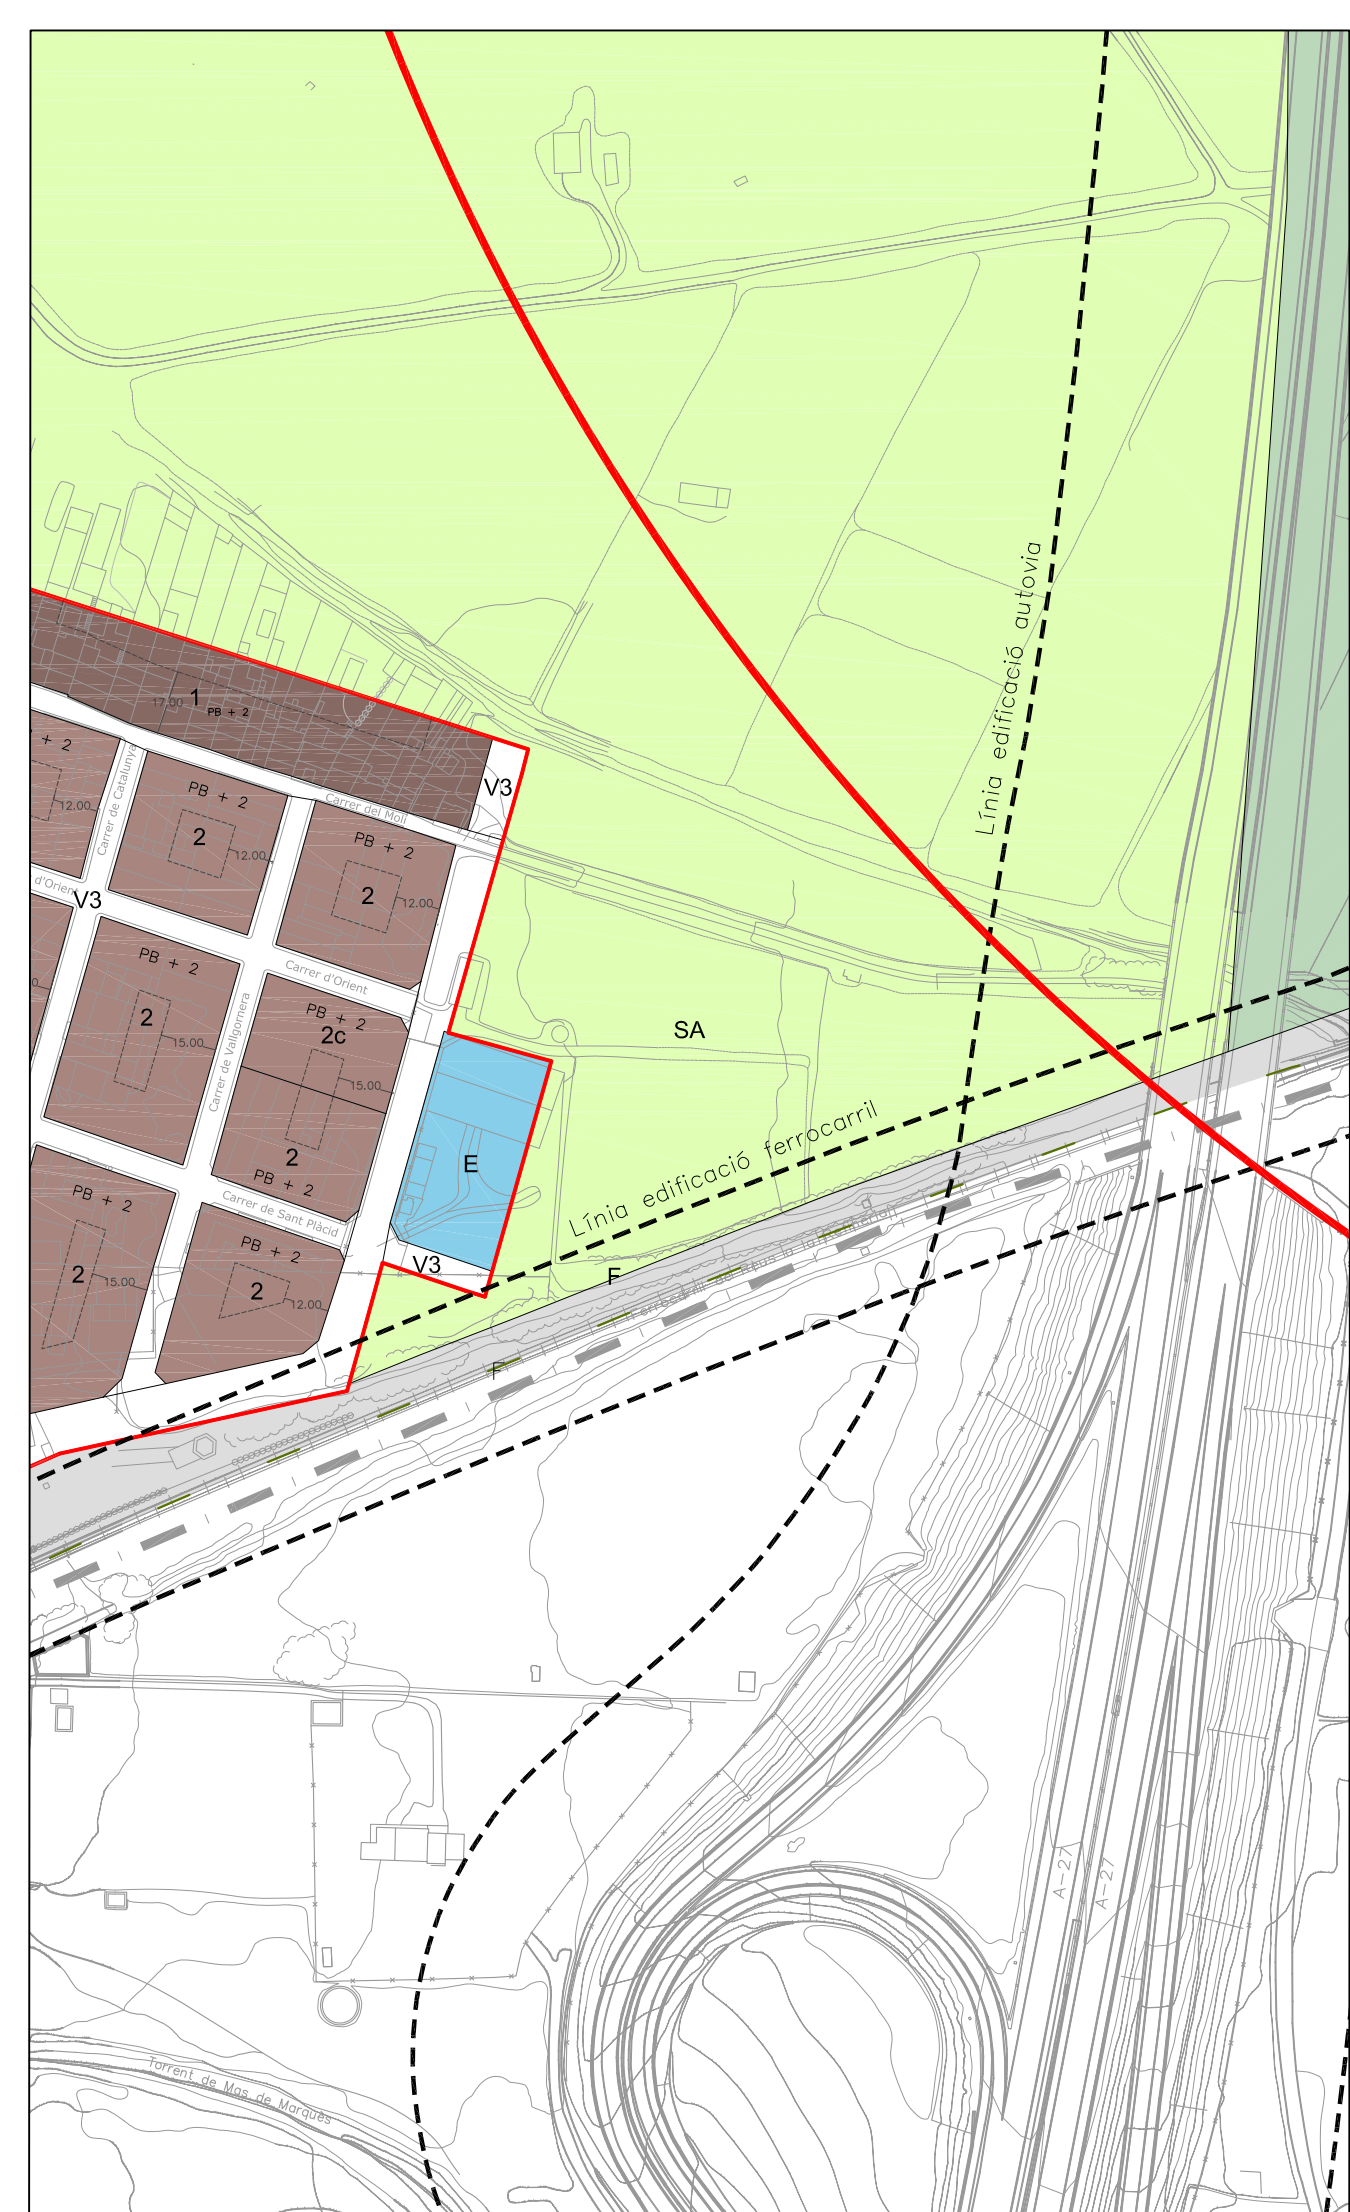 Línia edificació autovia
1
17.00
PB + 2
V3
+ 2
12.00
Carrer de Catalunya
PB + 2
2
12.00
Carrer del Molí
PB + 2
2
12.00
d'Orient
V3
PB + 2
2
15.00
Carrer d'Orient
PB + 2
2c
15.00
2
PB + 2
Carrer de Vallgornera
SA
E
Línia edificació ferrocarril
PB + 2
2
15.00
Carrer de Sant Plàcid
PB + 2
2
12.00
V3
F
F
A-27
A-27
Torrent de Mas de Marquès